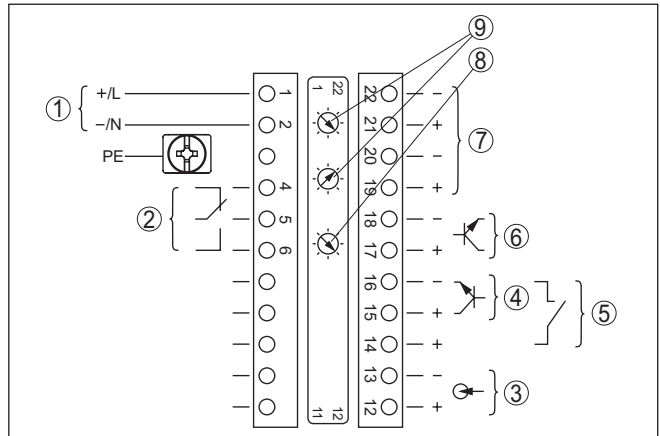 ⑨
⑧
① +/L 1 1 22 22 −
−/N 2 21 + ⑦
PE 20 −
4 19 +
② 5 18 − ⑥
6 17 +
16 − ④ ⑤
15 +
14 +
13 − ③
11 12 12 +